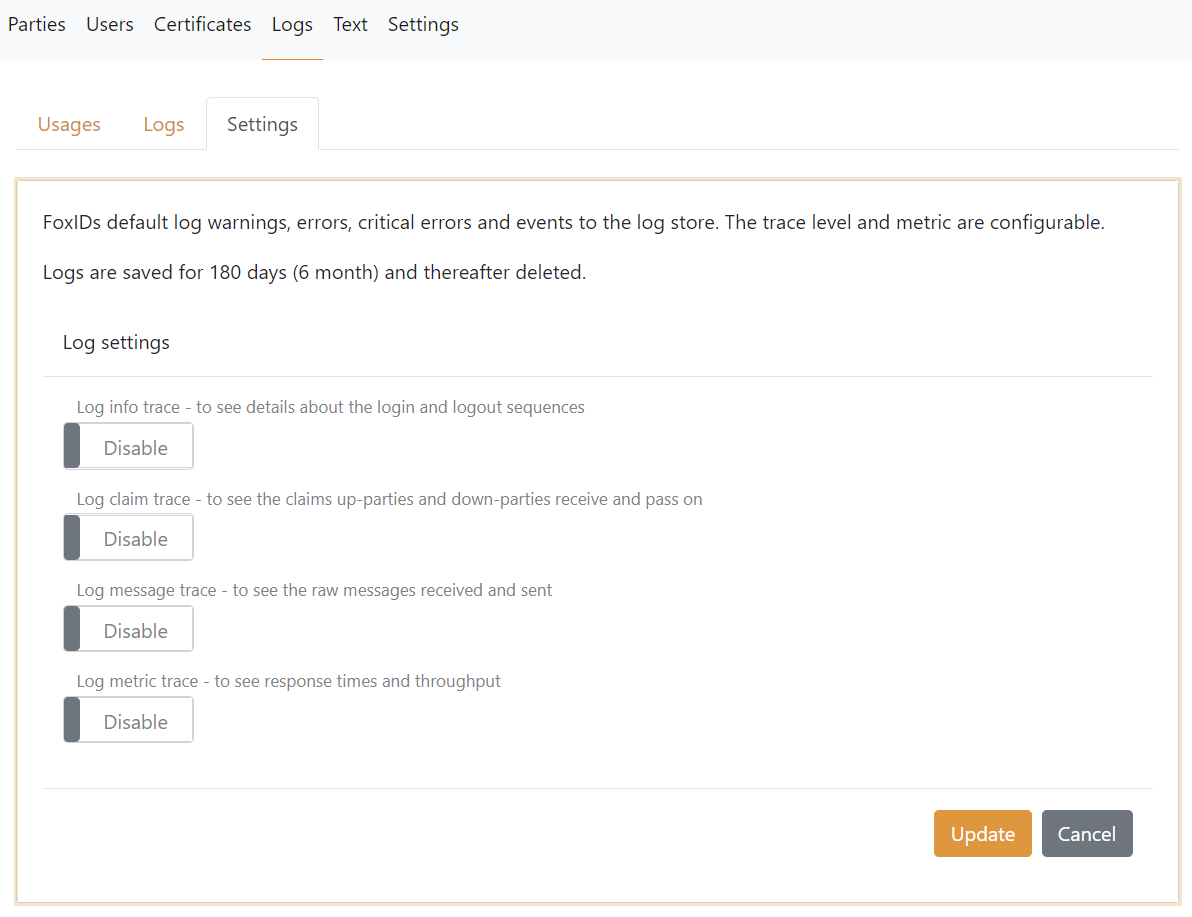 Parties Users Certificates Logs Text Settings
Usages Logs Settings
FoxIDs default log warnings, errors, critical errors and events to the log store. The trace level and metric are configurable.
Logs are saved for 180 days (6 month) and thereafter deleted.
Log settings
Log info trace - to see details about the login and logout sequences
Disable
Log claim trace - to see the claims up-parties and down-parties receive and pass on
Disable
Log message trace - to see the raw messages received and sent
Disable
Log metric trace - to see response times and throughput
Disable
Update Cancel